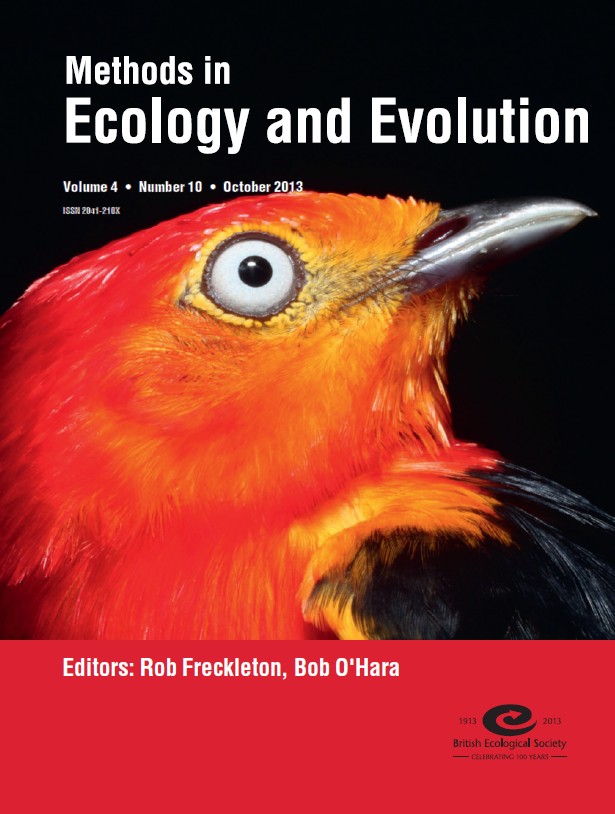 Methods in
Ecology and Evolution
Volume 4 • Number 10 • October 2013
ISSN 2041-210X
Editors: Rob Freckleton, Bob O'Hara
1913 2013
British Ecological Society
CELEBRATING 100 YEARS